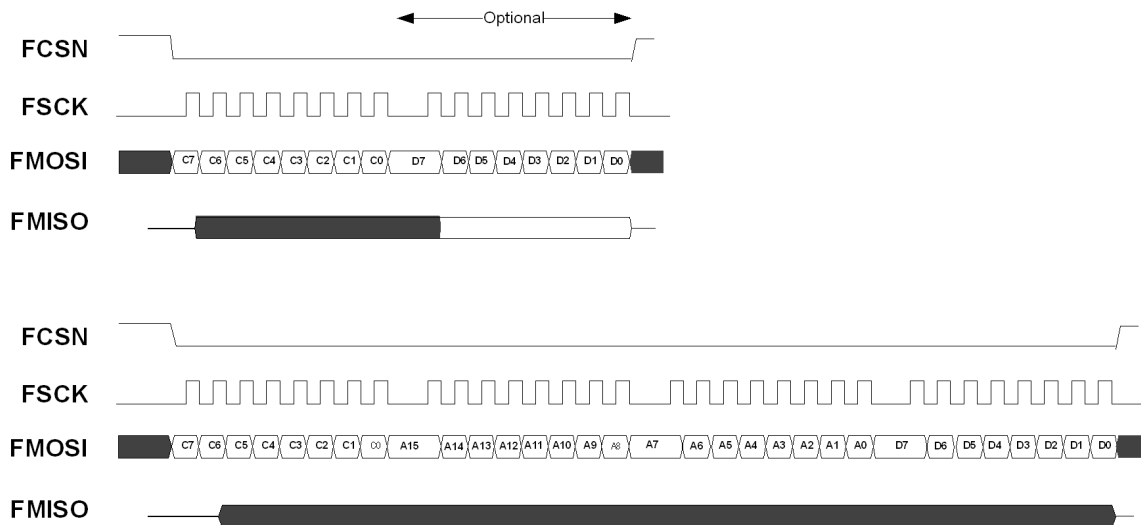 Optional
FCSN
FSCK
FMOSI C7 C6 C5 C4 C3 C2 C1 C0 D7 D6 D5 D4 D3 D2 D1 D0
FMISO
FCSN
FSCK
FMOSI C7 C6 C5 C4 C3 C2 C1 C0 A15 A14 A13 A12 A11 A10 A9 A8 A7 A6 A5 A4 A3 A2 A1 A0 D7 D6 D5 D4 D3 D2 D1 D0
FMISO